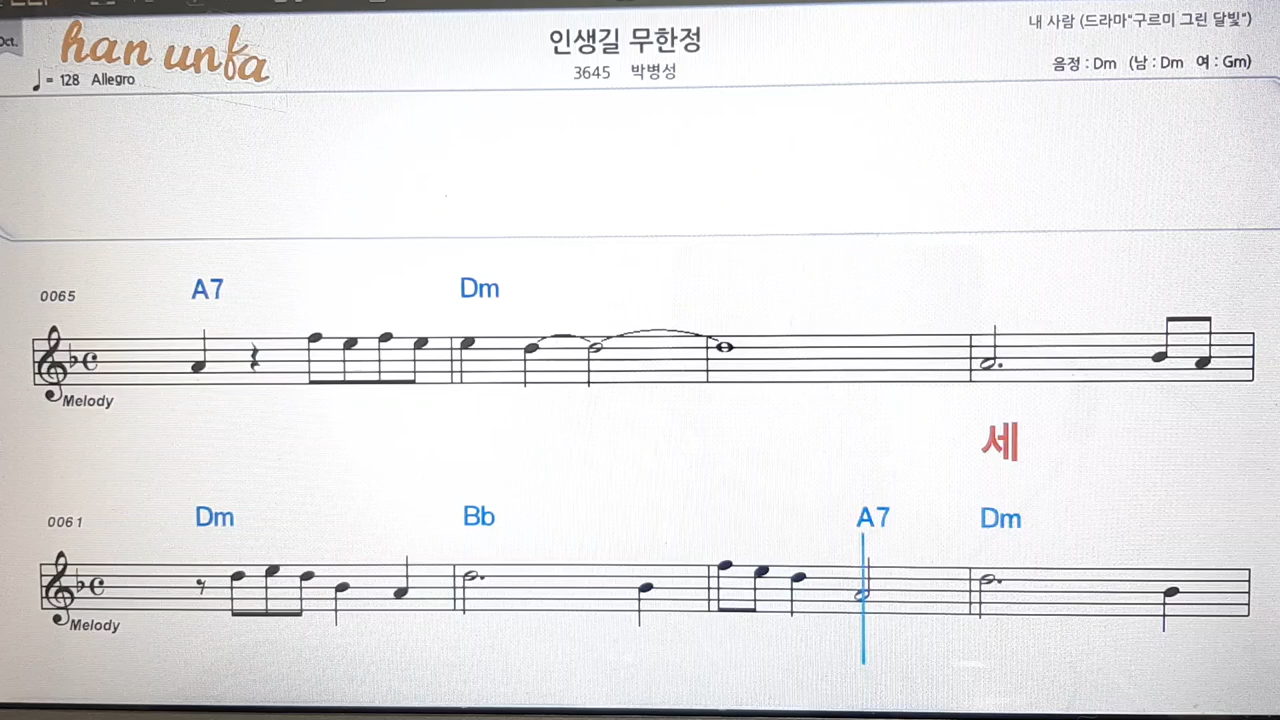 Oct.
han unfa
♩= 128 Allegro
인생길 무한정
3645 박병성
내 사람 (드라마"구르미 그린 달빛")
음정 : Dm (남 : Dm 여 : Gm)
0065
A7 Dm
Melody
세
0061
Dm Bb A7 Dm
Melody